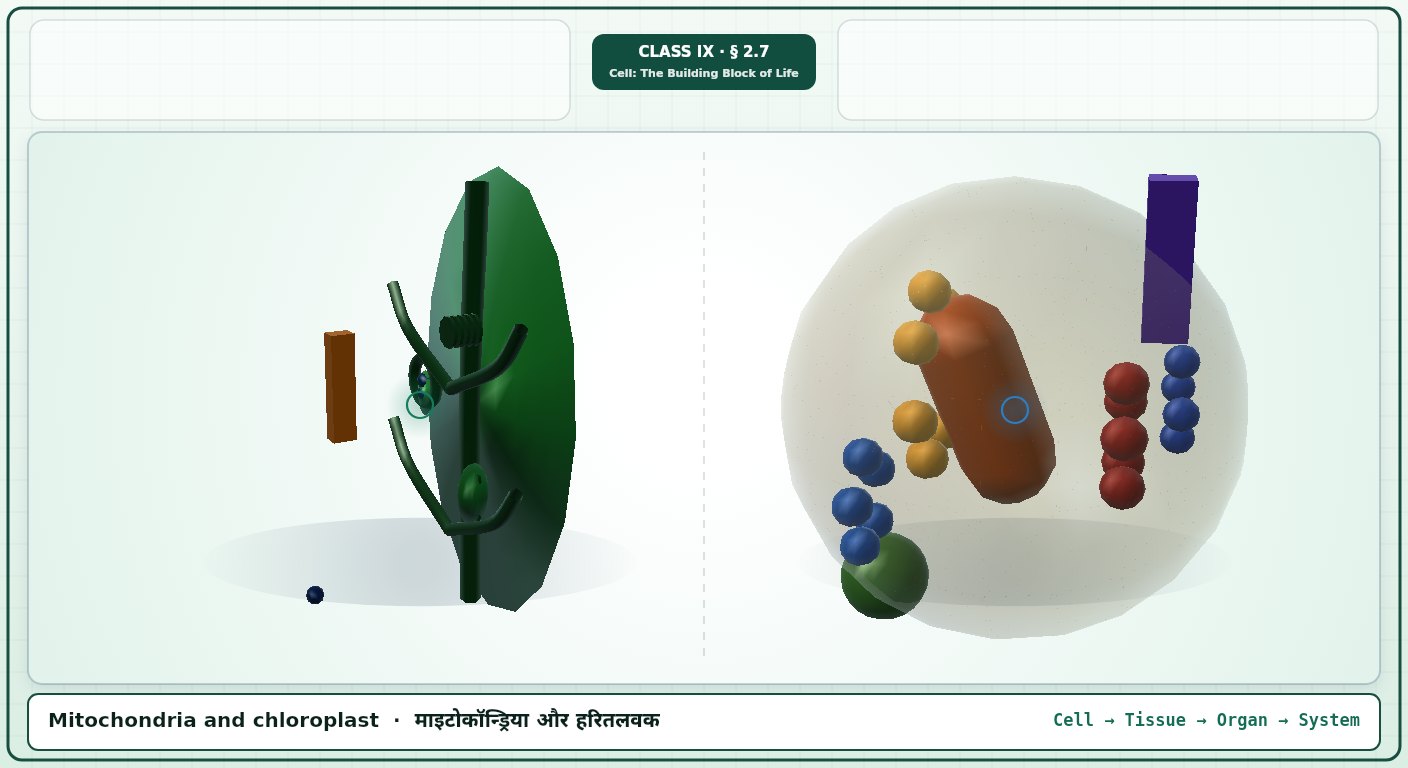 CLASS IX · § 2.7
Cell: The Building Block of Life
Mitochondria and chloroplast · माइटोकॉन्ड्रिया और हरितलवक
Cell → Tissue → Organ → System